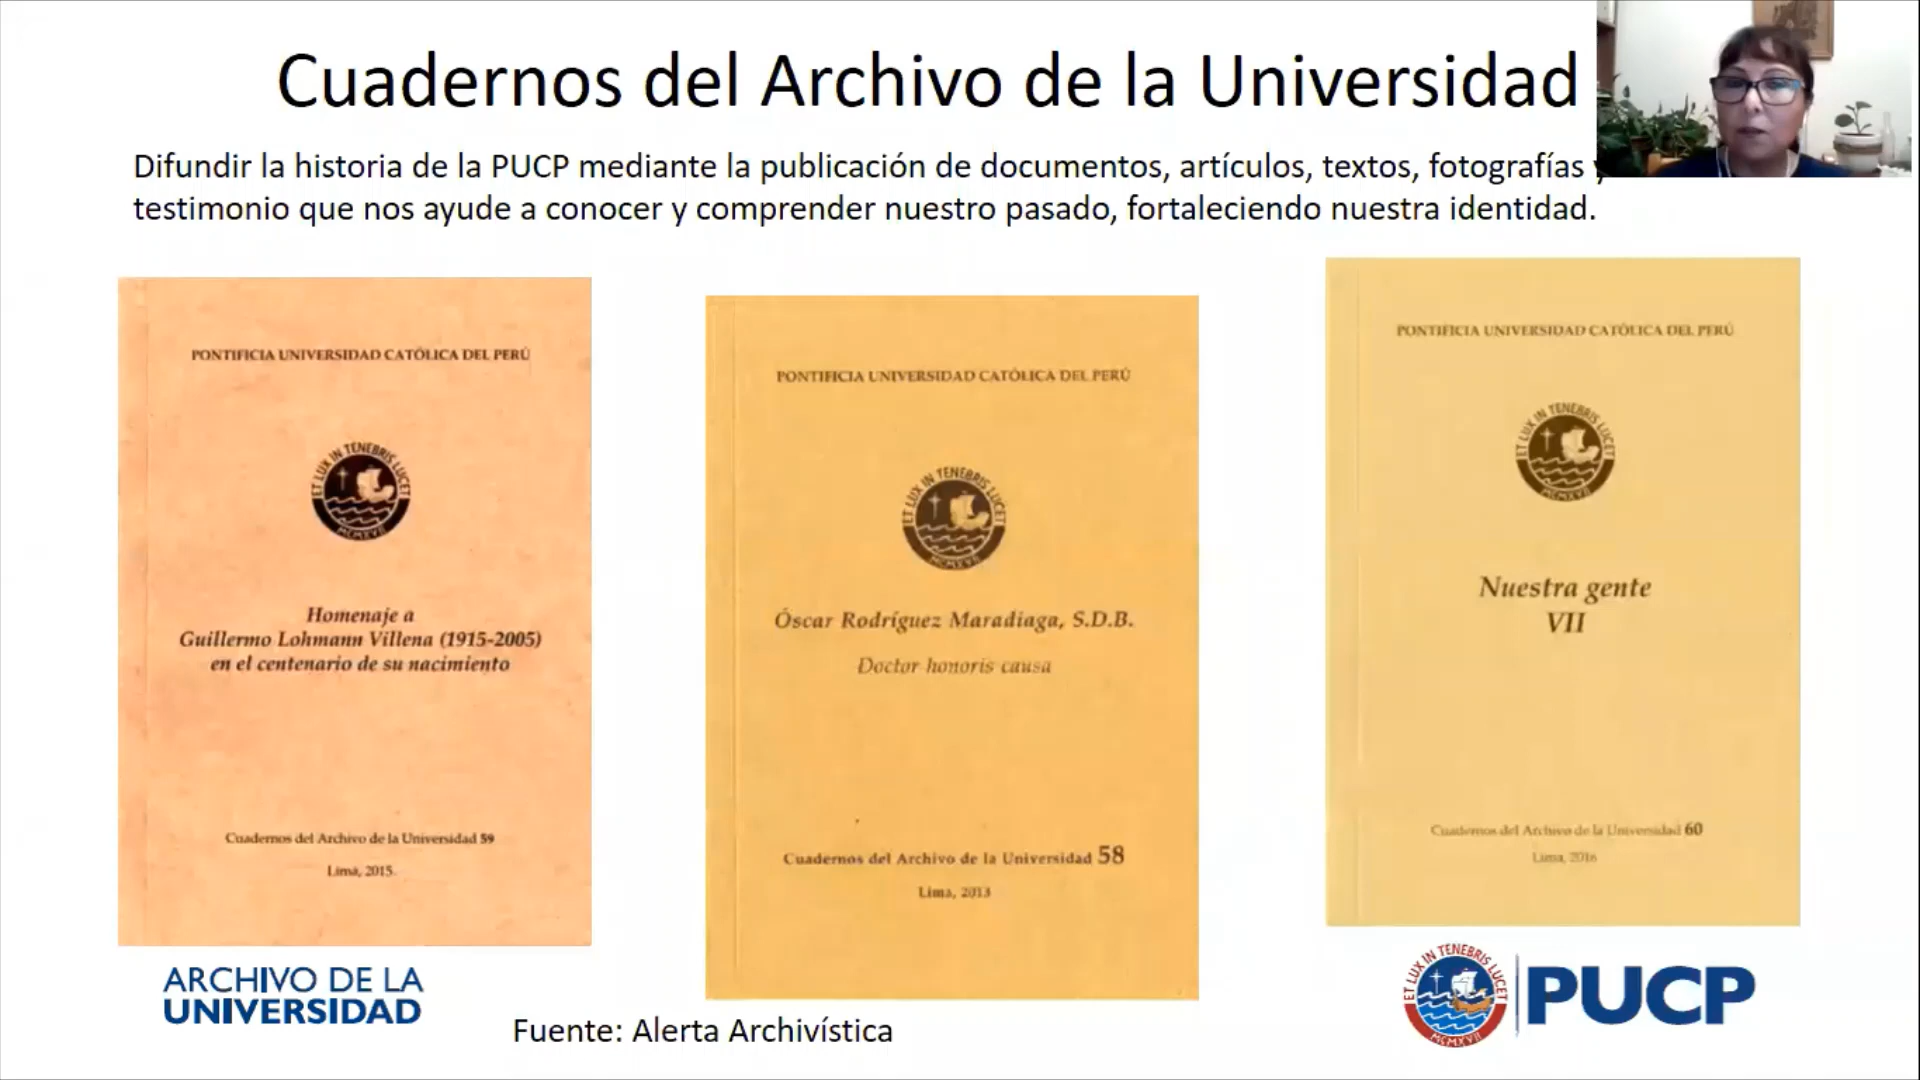 Cuadernos del Archivo de la Universidad
Difundir la historia de la PUCP mediante la publicación de documentos, artículos, textos, fotografías y
testimonio que nos ayude a conocer y comprender nuestro pasado, fortaleciendo nuestra identidad.
PONTIFICIA UNIVERSIDAD CATÓLICA DEL PERÚ
ET LUX IN TENEBRIS LUCET
MCMXVII
Homenaje a
Guillermo Lohmann Villena (1915-2005)
en el centenario de su nacimiento
Cuadernos del Archivo de la Universidad 59
Lima, 2015
PONTIFICIA UNIVERSIDAD CATÓLICA DEL PERÚ
ET LUX IN TENEBRIS LUCET
MCMXVII
Óscar Rodríguez Maradiaga, S.D.B.
Doctor honoris causa
Cuadernos del Archivo de la Universidad 58
Lima, 2013
PONTIFICIA UNIVERSIDAD CATÓLICA DEL PERÚ
ET LUX IN TENEBRIS LUCET
MCMXVII
Nuestra gente
VII
Cuadernos del Archivo de la Universidad 60
Lima, 2016
ARCHIVO DE LA
UNIVERSIDAD
Fuente: Alerta Archivística
ET LUX IN TENEBRIS LUCET
MCMXVII
PUCP